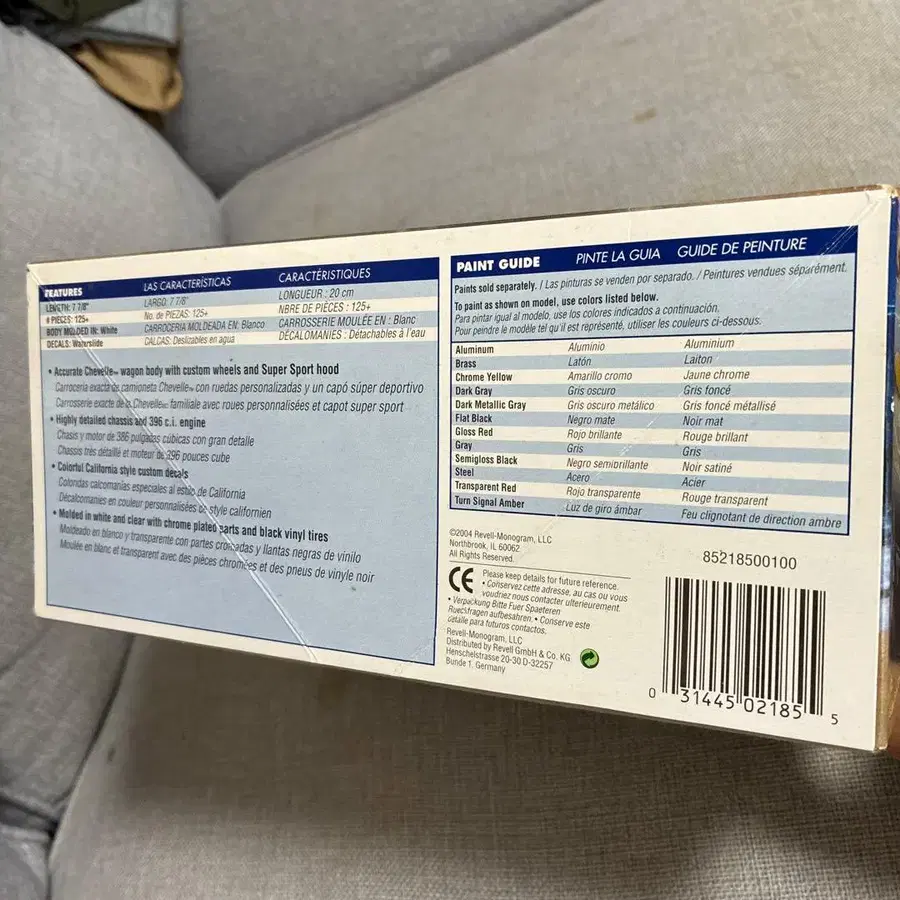 FEATURES LAS CARACTERÍSTICAS CARACTÉRISTIQUES
LENGTH: 7 7/8" LARGO: 7 7/8" LONGUEUR : 20 cm
# PIECES: 125+ No. de PIEZAS: 125+ NBRE DE PIÈCES : 125+
BODY MOLDED IN: White CARROCERIA MOLDEADA EN: Blanco CARROSSERIE MOULÉE EN : Blanc
DECALS: Waterslide CALCAS: Deslizables en agua DÉCALOMANIES : Détachables à l'eau
• Accurate Chevelle™ wagon body with custom wheels and Super Sport hood
Carrocería exacta de camioneta Chevelle™ con ruedas personalizadas y un capó súper deportivo
Carrosserie exacte de la Chevelle™ familiale avec roues personnalisées et capot super sport
• Highly detailed chassis and 396 c.i. engine
Chasis y motor de 386 pulgadas cúbicas con gran detalle
Chassis très détaillé et moteur de 396 pouces cube
• Colorful California style custom decals
Coloridas calcomanías especiales al estilo de California
Décalcomanies en couleur personnalisées de style californien
• Molded in white and clear with chrome plated parts and black vinyl tires
Moldeado en blanco y transparente con partes cromadas y llantas negras de vinilo
Moulée en blanc et transparent avec des pièces chromées et des pneus de vinyle noir
PAINT GUIDE PINTE LA GUIA GUIDE DE PEINTURE
Paints sold separately. / Las pinturas se venden por separado. / Peintures vendues séparément.
To paint as shown on model, use colors listed below.
Para pintar igual al modelo, use los colores indicados a continuación.
Pour peindre le modèle tel qu'il est représenté, utiliser les couleurs ci-dessous.
Aluminum Aluminio Aluminium
Brass Latón Laiton
Chrome Yellow Amarillo cromo Jaune chrome
Dark Gray Gris oscuro Gris foncé
Dark Metallic Gray Gris oscuro metálico Gris foncé métallisé
Flat Black Negro mate Noir mat
Gloss Red Rojo brillante Rouge brillant
Gray Gris Gris
Semigloss Black Negro semibrillante Noir satiné
Steel Acero Acier
Transparent Red Rojo transparente Rouge transparent
Turn Signal Amber Luz de giro ámbar Feu clignotant de direction ambre
©2004 Revell-Monogram, LLC
Northbrook, IL 60062
All Rights Reserved.
85218500100
CE Please keep details for future reference.
• Conservez cette adresse, au cas ou vous
voudriez nous contacter ulterieurement.
• Verpackung Bitte Fuer Spaeteren
Rueckfragen aufbesahren. • Conserve este
detalle para futuros contactos.
Revell-Monogram, LLC
Distributed by Revell GmbH & Co. KG
Henschelstrasse 20-30 D-32257
Bunde 1, Germany
0 31445 02185 5